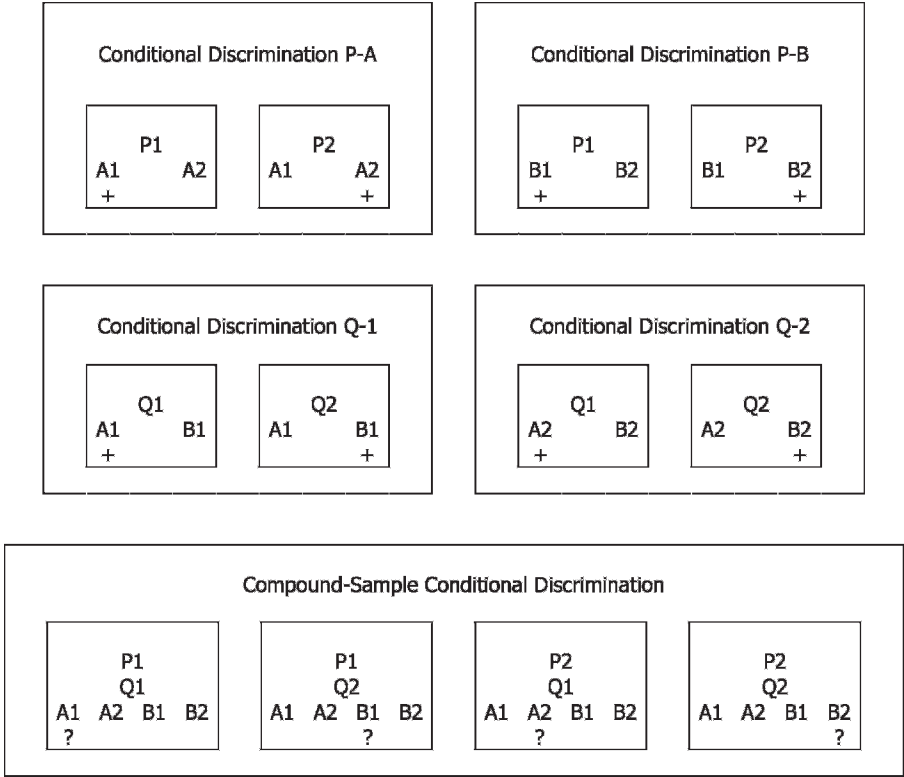 Conditional Discrimination P-A
P1
A1 A2
+
P2
A1 A2
+
Conditional Discrimination P-B
P1
B1 B2
+
P2
B1 B2
+
Conditional Discrimination Q-1
Q1
A1 B1
+
Q2
A1 B1
+
Conditional Discrimination Q-2
Q1
A2 B2
+
Q2
A2 B2
+
Compound-Sample Conditional Discrimination
P1
Q1
A1 A2 B1 B2
?
P1
Q2
A1 A2 B1 B2
?
P2
Q1
A1 A2 B1 B2
?
P2
Q2
A1 A2 B1 B2
?